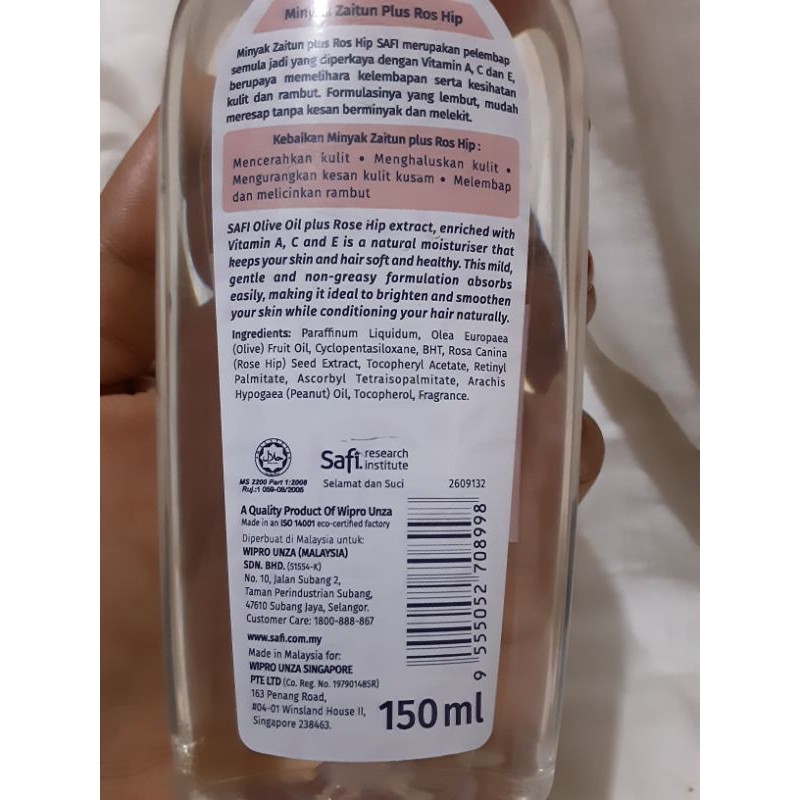 Zaitun Plus Ros Hip
Minyak Zaitun plus Ros Hip SAFI merupakan pelembap
semula jadi yang diperkaya dengan Vitamin A, C dan E,
berupaya memelihara kelembapan serta kesihatan
kulit dan rambut. Formulasinya yang lembut, mudah
meresap tanpa kesan berminyak dan melekit.
Kebaikan Minyak Zaitun plus Ros Hip :
Mencerahkan kulit • Menghaluskan kulit •
Mengurangkan kesan kulit kusam • Melembap
dan melicinkan rambut
SAFI Olive Oil plus Rose Hip extract, enriched with
Vitamin A, C and E is a natural moisturiser that
keeps your skin and hair soft and healthy. This mild,
gentle and non-greasy formulation absorbs
easily, making it ideal to brighten and smoothen
your skin while conditioning your hair naturally.
Ingredients: Paraffinum Liquidum, Olea Europaea
(Olive) Fruit Oil, Cyclopentasiloxane, BHT, Rosa Canina
(Rose Hip) Seed Extract, Tocopheryl Acetate, Retinyl
Palmitate, Ascorbyl Tetraisopalmitate, Arachis
Hypogaea (Peanut) Oil, Tocopherol, Fragrance.
حلال
MS 2200 Part 1:2008
Ruj.:1 059-08/2005
Safi research
institute
Selamat dan Suci
2609132
A Quality Product Of Wipro Unza
Made in an ISO 14001 eco-certified factory
Diperbuat di Malaysia untuk:
WIPRO UNZA (MALAYSIA)
SDN. BHD. (51554-K)
No. 10, Jalan Subang 2,
Taman Perindustrian Subang,
47610 Subang Jaya, Selangor.
Customer Care: 1800-888-867
www.safi.com.my
Made in Malaysia for:
WIPRO UNZA SINGAPORE
PTE LTD (Co. Reg. No. 197901485R)
163 Penang Road,
#04-01 Winsland House II,
Singapore 238463.
9 555052 708998
150 ml